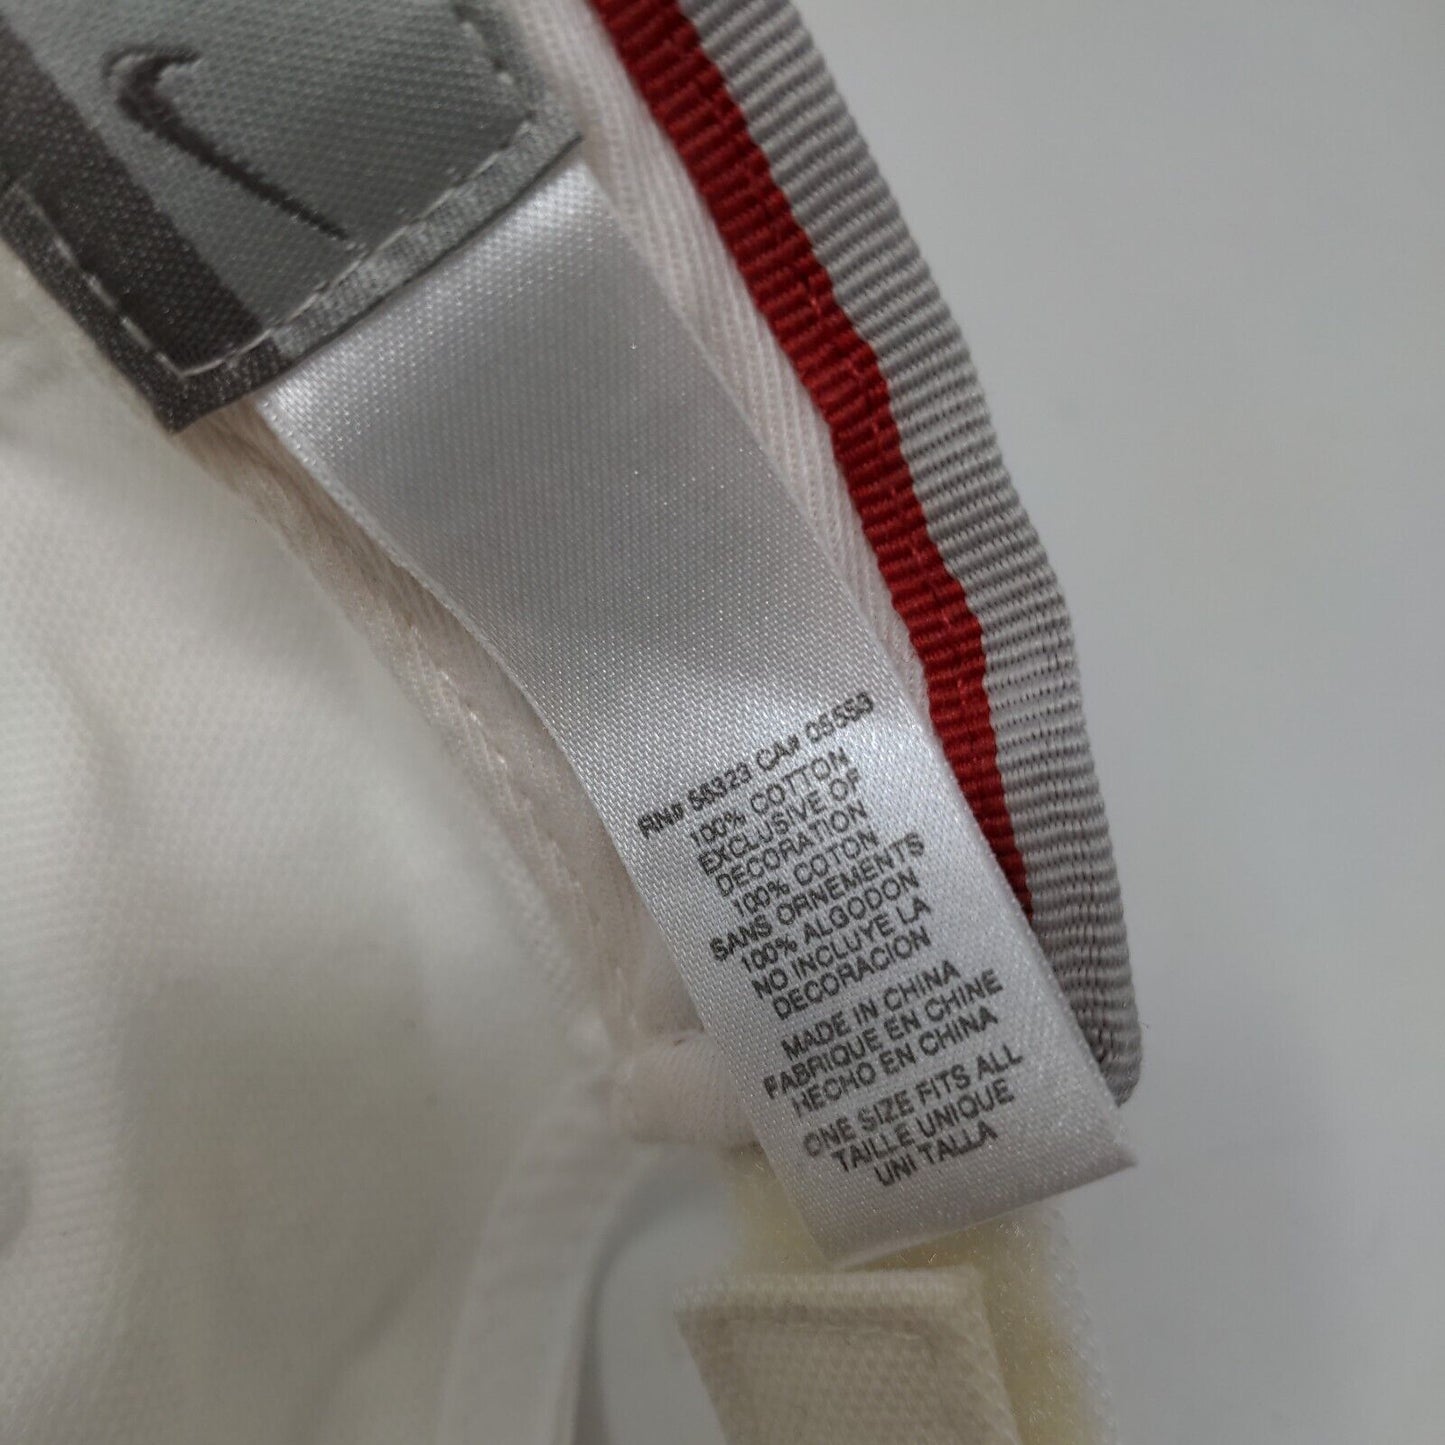 RN# 56323 CA# 05553
100% COTTON
EXCLUSIVE OF
DECORATION
100% COTON
SANS ORNEMENTS
100% ALGODON
NO INCLUYE LA
DECORACION
MADE IN CHINA
FABRIQUE EN CHINE
HECHO EN CHINA
ONE SIZE FITS ALL
TAILLE UNIQUE
UNI TALLA